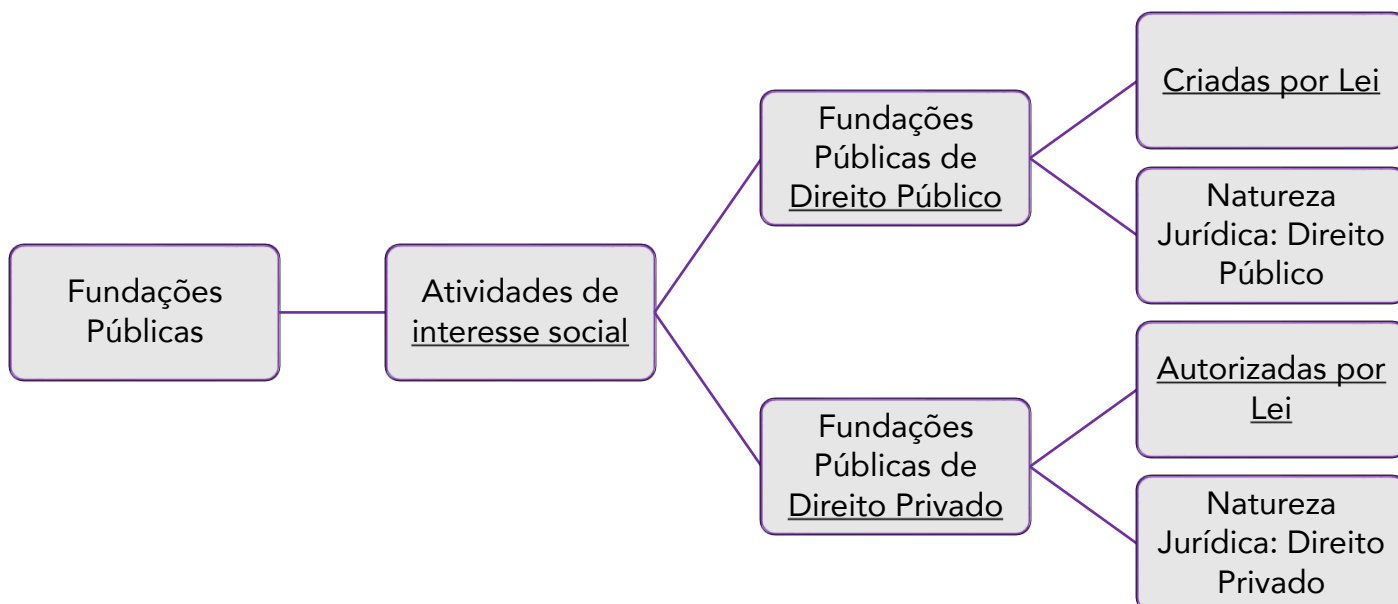 Fundações
Públicas
Atividades de
interesse social
Fundações
Públicas de
Direito Público
Criadas por Lei
Natureza
Jurídica: Direito
Público
Fundações
Públicas de
Direito Privado
Autorizadas por
Lei
Natureza
Jurídica: Direito
Privado